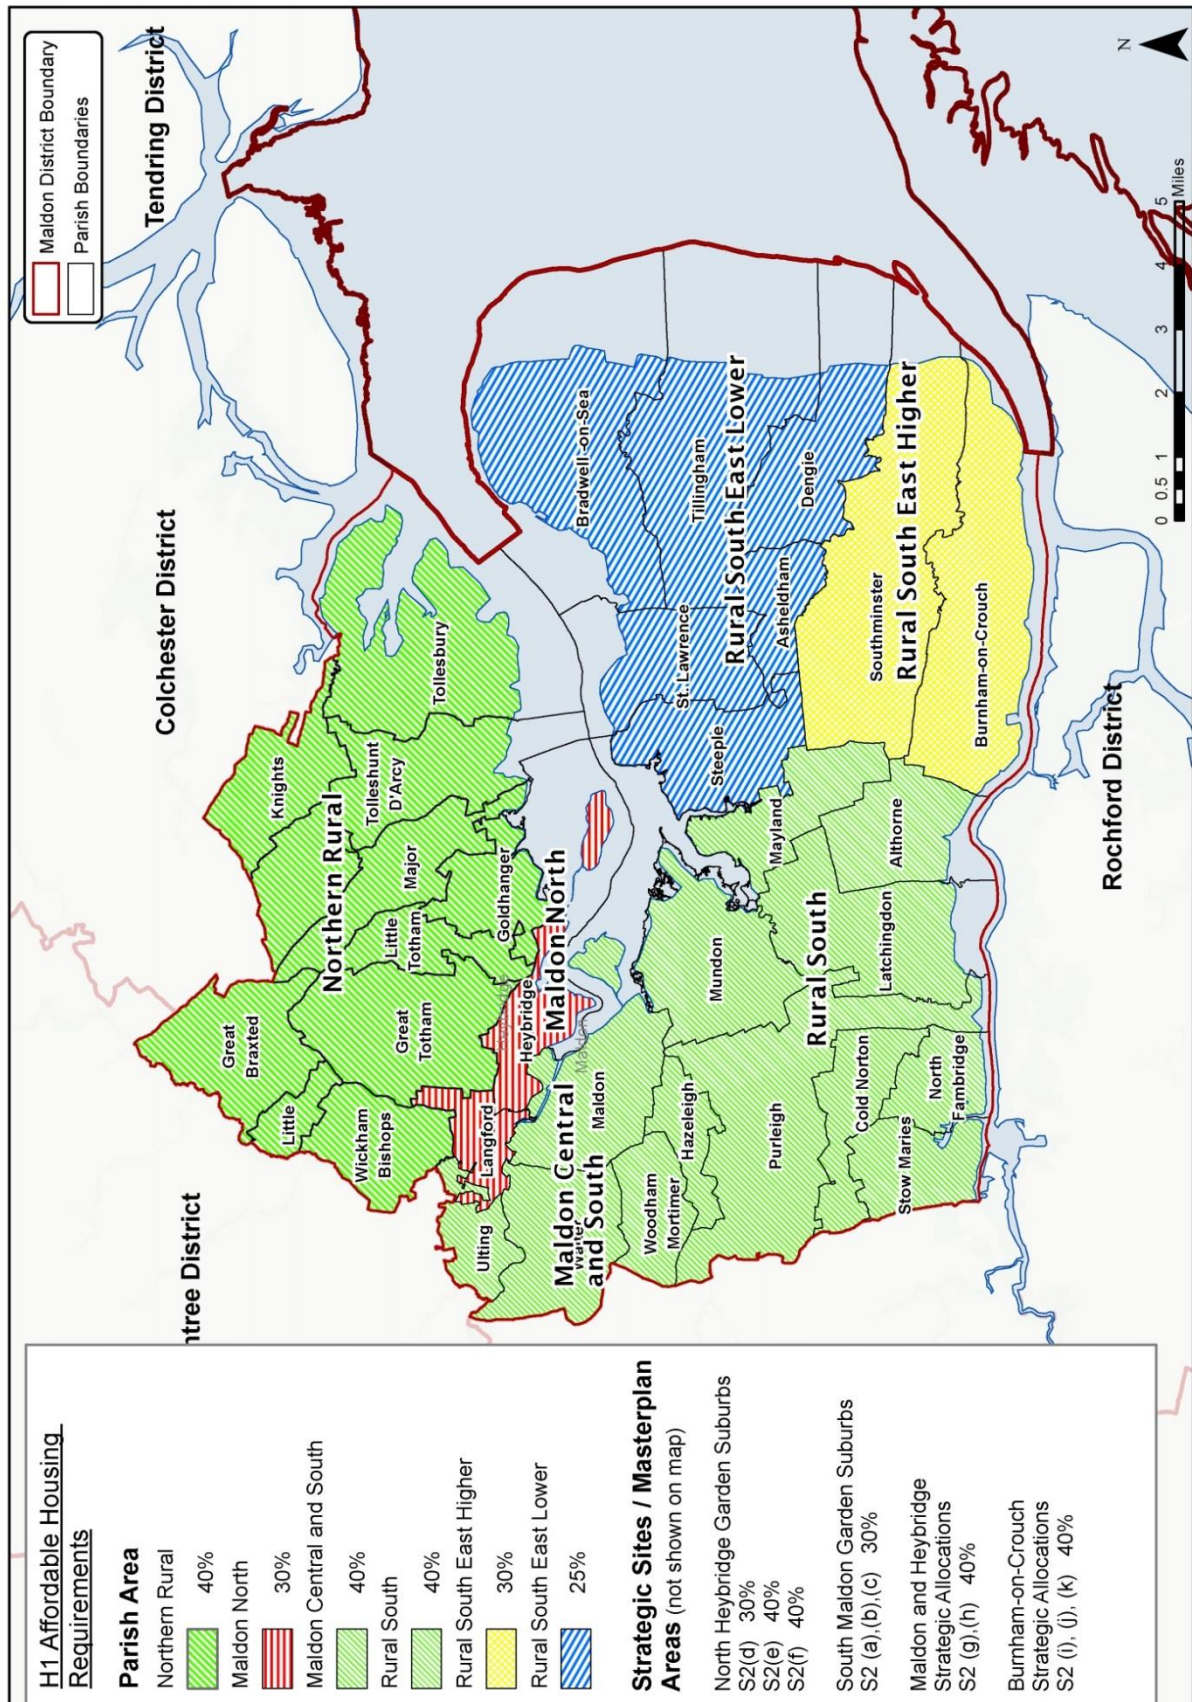 H1 Affordable Housing
Requirements
Parish Area
Northern Rural
40%
Maldon North
30%
Maldon Central and South
40%
Rural South
40%
Rural South East Higher
30%
Rural South East Lower
25%
Strategic Sites / Masterplan
Areas (not shown on map)
North Heybridge Garden Suburbs
S2(d) 30%
S2(e) 40%
S2(f) 40%
South Maldon Garden Suburbs
S2 (a),(b),(c) 30%
Maldon and Heybridge
Strategic Allocations
S2 (g),(h) 40%
Burnham-on-Crouch
Strategic Allocations
S2 (i), (j), (k) 40%
Maldon District Boundary
Parish Boundaries
ntree District
Colchester District
Tendring District
Rochford District
Great
Braxted
Little
Wickham
Bishops
Great
Totham
Little
Totham
Northern Rural
Knights
Tolleshunt
D'Arcy
Major
Goldhanger
Tollesbury
Ulting
Langford
Heybridge
Heybridge
Maldon North
Maldon
Maldon Central
and South
Walter
Maldon
Woodham
Mortimer
Hazeleigh
Purleigh
Mundon
Rural South
Cold Norton
Stow Maries
North
Fambridge
Latchingdon
Althorne
Mayland
Steeple
St. Lawrence
Bradwell-on-Sea
Tillingham
Rural South East Lower
Asheldham
Dengie
Southminster
Rural South East Higher
Burnham-on-Crouch
N
0 0.5 1 2 3 4 5
Miles